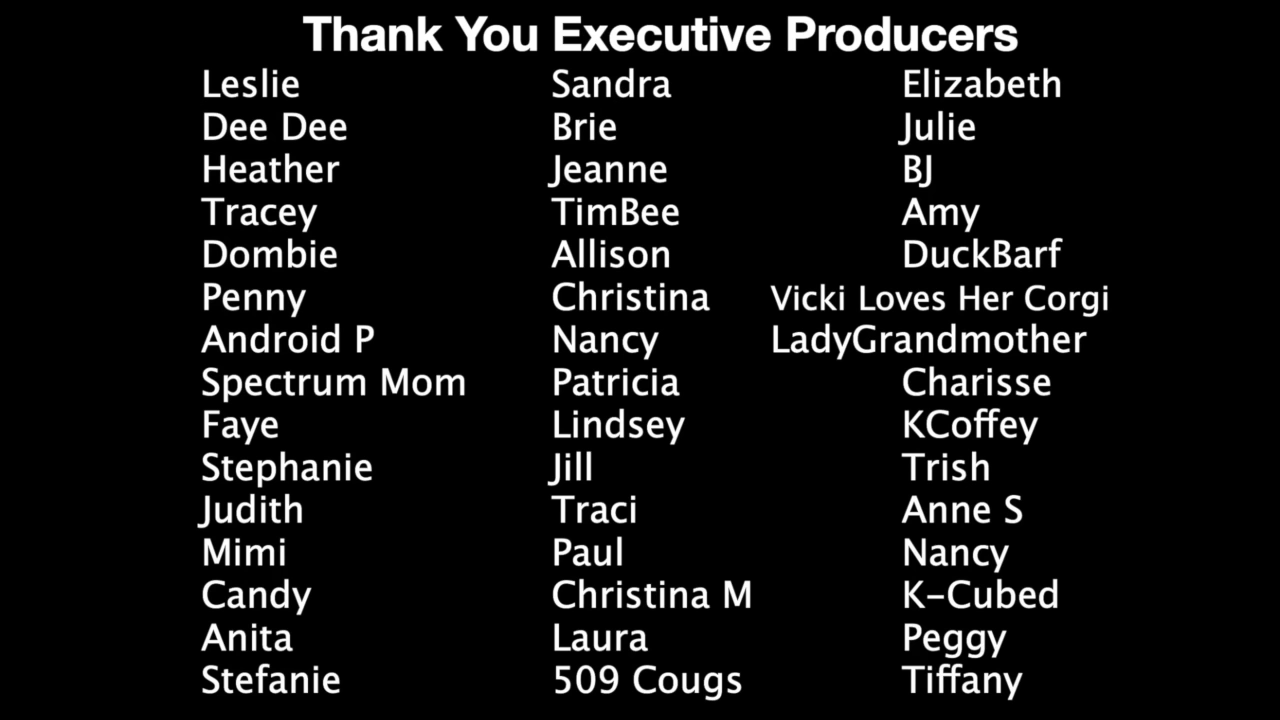 Thank You Executive Producers
Leslie Sandra Elizabeth
Dee Dee Brie Julie
Heather Jeanne BJ
Tracey TimBee Amy
Dombie Allison DuckBarf
Penny Christina Vicki Loves Her Corgi
Android P Nancy LadyGrandmother
Spectrum Mom Patricia Charisse
Faye Lindsey KCoffey
Stephanie Jill Trish
Judith Traci Anne S
Mimi Paul Nancy
Candy Christina M K-Cubed
Anita Laura Peggy
Stefanie 509 Cougs Tiffany